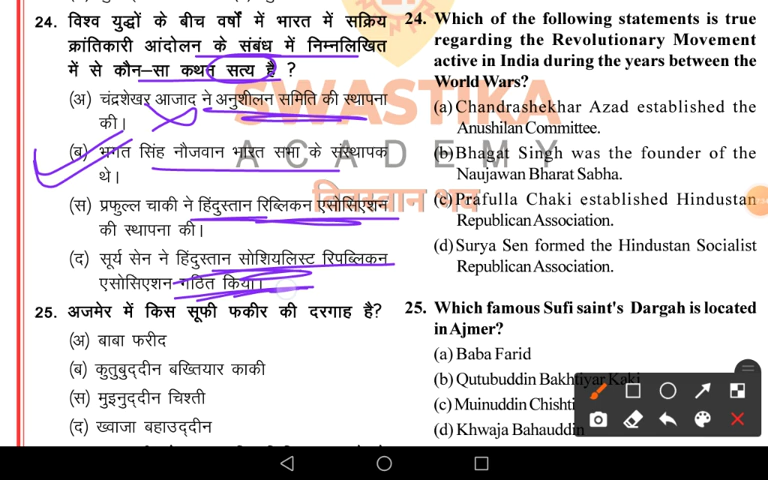 24. विश्व युद्धों के बीच वर्षों में भारत में सक्रिय
क्रांतिकारी आंदोलन के संबंध में निम्नलिखित
में से कौन–सा कथन सत्य है ?
(अ) चंद्रशेखर आजाद ने अनुशीलन समिति की स्थापना
की।
(ब) भगत सिंह नौजवान भारत सभा के संस्थापक
थे।
(स) प्रफुल्ल चाकी ने हिंदुस्तान रिब्लिकन एसोसिएशन
की स्थापना की।
(द) सूर्य सेन ने हिंदुस्तान सोशियलिस्ट रिपब्लिकन
एसोसिएशन गठित किया।
25. अजमेर में किस सूफी फकीर की दरगाह है?
(अ) बाबा फरीद
(ब) कुतुबुद्दीन बख्तियार काकी
(स) मुइनुद्दीन चिश्ती
(द) ख्वाजा बहाउद्दीन
24. Which of the following statements is true
regarding the Revolutionary Movement
active in India during the years between the
World Wars?
(a) Chandrashekhar Azad established the
Anushilan Committee.
(b) Bhagat Singh was the founder of the
Naujawan Bharat Sabha.
(c) Prafulla Chaki established Hindustan
Republican Association.
(d) Surya Sen formed the Hindustan Socialist
Republican Association.
25. Which famous Sufi saint's Dargah is located
in Ajmer?
(a) Baba Farid
(b) Qutubuddin Bakhtiyar Kaki
(c) Muinuddin Chishti
(d) Khwaja Bahauddin
SWASTIKA
ACADEMY